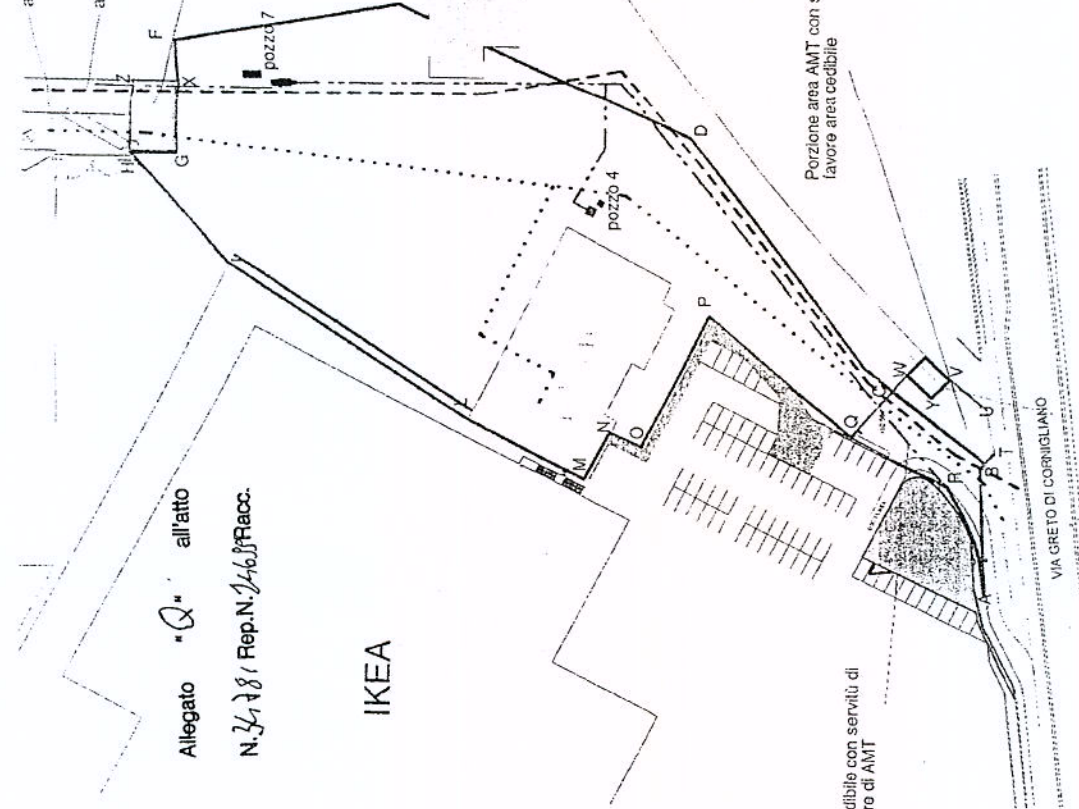 Allegato "Q" all'atto
Rep.N. Racc.
IKEA
pozzo 7
pozzo 4
Porzione area AMT con s
favore area cedibile
dibile con servitù di
re di AMT
VIA GRETO DI CORNIGLIANO
a
a
F
Z
X
H
G
D
P
M
N
O
Q
C
W
Y
V
U
R
B
T
A